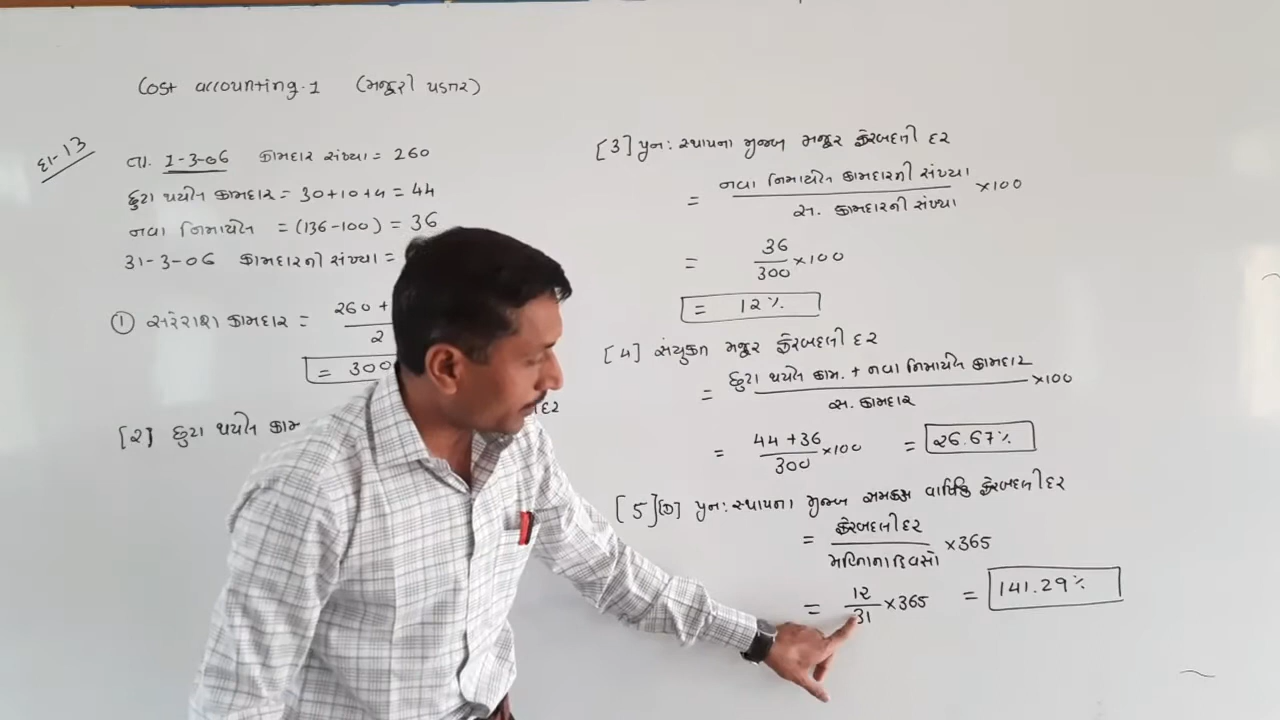 Cost accounting.1 (મજુરી પડતર)
દા-13
તા. 1-3-06 કામદાર સંખ્યા = 260
છુટા થયેલ કામદાર = 30+10+4 = 44
નવા નિમાયેલ = (136-100) = 36
31-3-06 કામદારની સંખ્યા =
① સરેરાશ કામદાર = 260 +
2
= 300
[2] છુટા થયેલ કામ દર
[3] પુન: સ્થાપના મુજબ મજુર ફેરબદલી દર
= નવા નિમાયેલ કામદારની સંખ્યા ×100
સ. કામદારની સંખ્યા
= 36 ×100
300
= 12%
[4] સંયુક્ત મજુર ફેરબદલી દર
= છુટા થયેલ કામ. + નવા નિમાયેલ કામદાર ×100
સ. કામદાર
= 44+36 ×100 = 26.67%
300
[5] પુન: સ્થાપના મુજબ સમકક્ષ વાર્ષિક ફેરબદલી દર
= ફેરબદલી દર ×365
મહિનાના દિવસો
= 12 ×365 = 141.29%
31